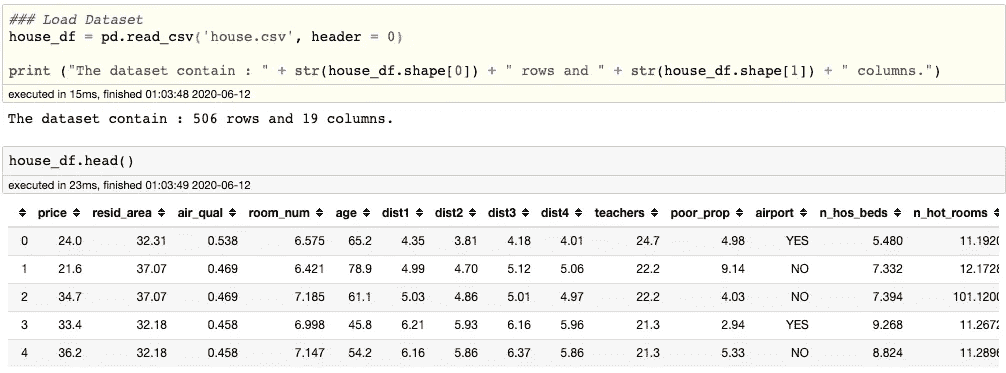 ### Load Dataset
house_df = pd.read_csv('house.csv', header = 0)
print ("The dataset contain : " + str(house_df.shape[0]) + " rows and " + str(house_df.shape[1]) + " columns.")
executed in 15ms, finished 01:03:48 2020-06-12
The dataset contain : 506 rows and 19 columns.
house_df.head()
executed in 23ms, finished 01:03:49 2020-06-12
price resid_area air_qual room_num age dist1 dist2 dist3 dist4 teachers poor_prop airport n_hos_beds n_hot_rooms
0 24.0 32.31 0.538 6.575 65.2 4.35 3.81 4.18 4.01 24.7 4.98 YES 5.480 11.192
1 21.6 37.07 0.469 6.421 78.9 4.99 4.70 5.12 5.06 22.2 9.14 NO 7.332 12.172
2 34.7 37.07 0.469 7.185 61.1 5.03 4.86 5.01 4.97 22.2 4.03 NO 7.394 101.120
3 33.4 32.18 0.458 6.998 45.8 6.21 5.93 6.16 5.96 21.3 2.94 YES 9.268 11.267
4 36.2 32.18 0.458 7.147 54.2 6.16 5.86 6.37 5.86 21.3 5.33 NO 8.824 11.289